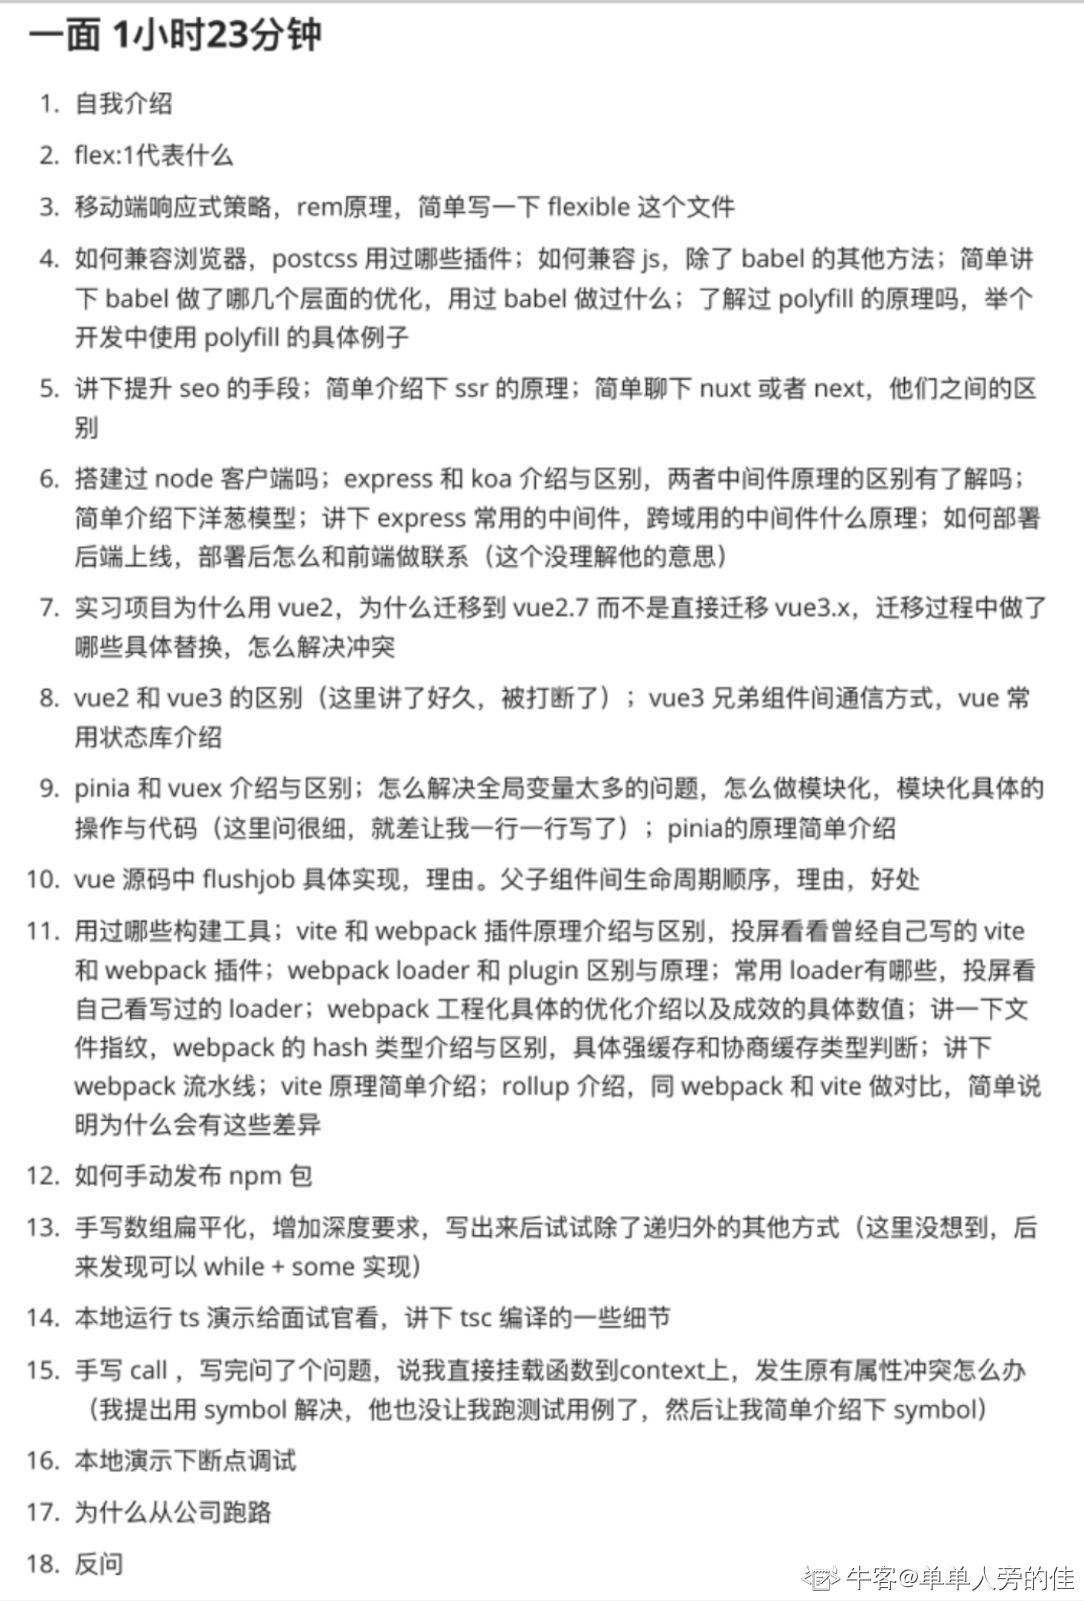 一面 1小时23分钟
1. 自我介绍
2. flex:1代表什么
3. 移动端响应式策略，rem原理，简单写一下 flexible 这个文件
4. 如何兼容浏览器，postcss 用过哪些插件；如何兼容 js，除了 babel 的其他方法；简单讲
下 babel 做了哪几个层面的优化，用过 babel 做过什么；了解过 polyfill 的原理吗，举个
开发中使用 polyfill 的具体例子
5. 讲下提升 seo 的手段；简单介绍下 ssr 的原理；简单聊下 nuxt 或者 next，他们之间的区
别
6. 搭建过 node 客户端吗；express 和 koa 介绍与区别，两者中间件原理的区别有了解吗；
简单介绍下洋葱模型；讲下 express 常用的中间件，跨域用的中间件什么原理；如何部署
后端上线，部署后怎么和前端做联系（这个没理解他的意思）
7. 实习项目为什么用 vue2，为什么迁移到 vue2.7 而不是直接迁移 vue3.x，迁移过程中做了
哪些具体替换，怎么解决冲突
8. vue2 和 vue3 的区别（这里讲了好久，被打断了）；vue3 兄弟组件间通信方式，vue 常
用状态库介绍
9. pinia 和 vuex 介绍与区别；怎么解决全局变量太多的问题，怎么做模块化，模块化具体的
操作与代码（这里问很细，就差让我一行一行写了）；pinia的原理简单介绍
10. vue 源码中 flushjob 具体实现，理由。父子组件间生命周期顺序，理由，好处
11. 用过哪些构建工具；vite 和 webpack 插件原理介绍与区别，投屏看看曾经自己写的 vite
和 webpack 插件；webpack loader 和 plugin 区别与原理；常用 loader有哪些，投屏看
自己看写过的 loader；webpack 工程化具体的优化介绍以及成效的具体数值；讲一下文
件指纹，webpack 的 hash 类型介绍与区别，具体强缓存和协商缓存类型判断；讲下
webpack 流水线；vite 原理简单介绍；rollup 介绍，同 webpack 和 vite 做对比，简单说
明为什么会有这些差异
12. 如何手动发布 npm 包
13. 手写数组扁平化，增加深度要求，写出来后试试除了递归外的其他方式（这里没想到，后
来发现可以 while + some 实现）
14. 本地运行 ts 演示给面试官看，讲下 tsc 编译的一些细节
15. 手写 call ，写完问了个问题，说我直接挂载函数到context上，发生原有属性冲突怎么办
（我提出用 symbol 解决，他也没让我跑测试用例了，然后让我简单介绍下 symbol）
16. 本地演示下断点调试
17. 为什么从公司跑路
18. 反问
牛客@单单人旁的佳